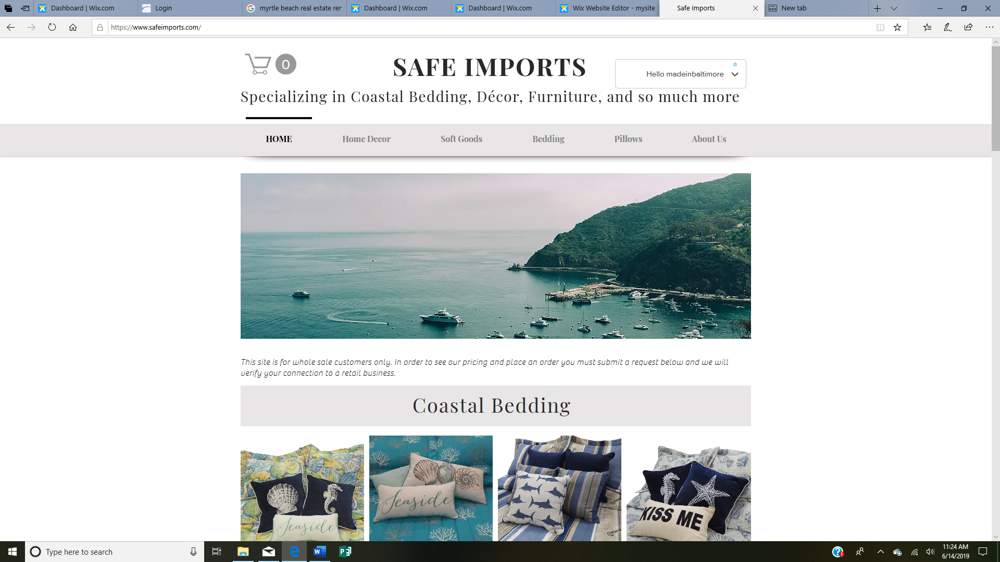 Dashboard | Wix.com
Login
myrtle beach real estate rer
Dashboard | Wix.com
Dashboard | Wix.com
Wix Website Editor - mysite
Safe Imports
New tab
https://www.safeimports.com/
0
SAFE IMPORTS
Hello madeinbaltimore
Specializing in Coastal Bedding, Décor, Furniture, and so much more
HOME
Home Decor
Soft Goods
Bedding
Pillows
About Us
This site is for whole sale customers only. In order to see our pricing and place an order you must submit a request below and we will
verify your connection to a retail business.
Coastal Bedding
Seaside
Seaside
KISS ME
Type here to search
11:24 AM
6/14/2019